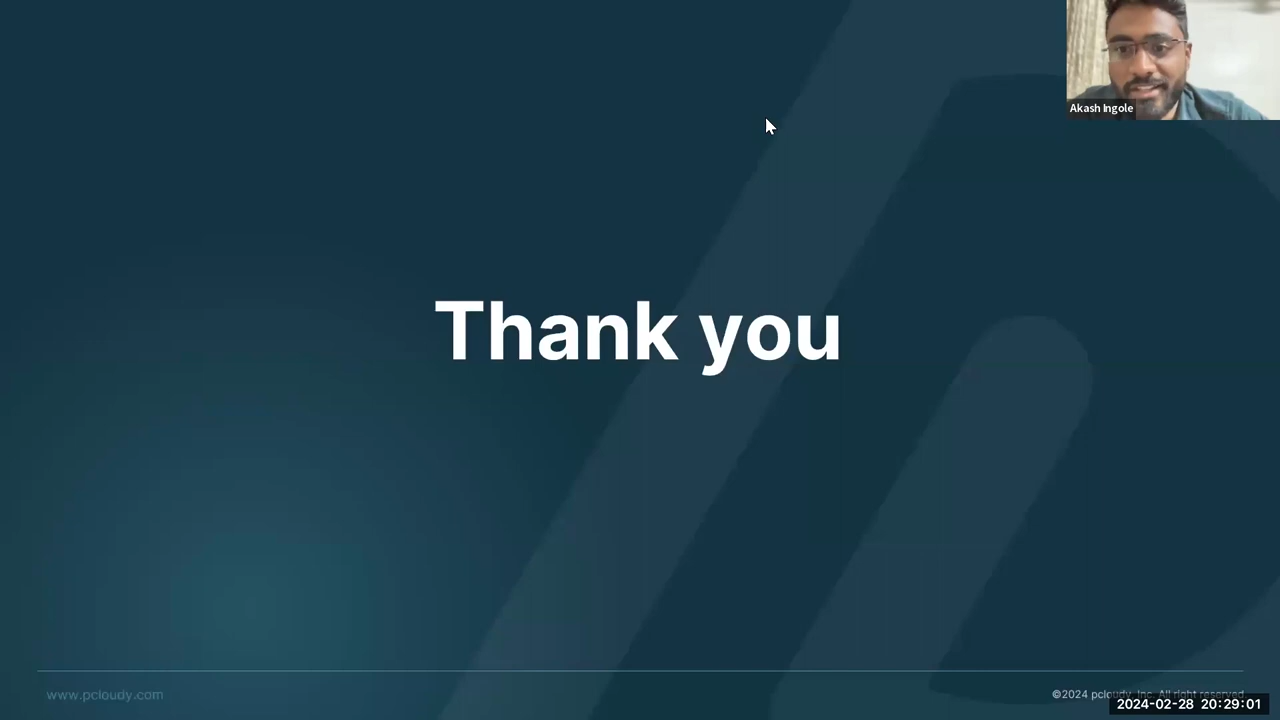 Akash Ingole
Thank you
www.pcloudy.com
©2024 pcloudy, Inc. All right reserved.
2024-02-28 20:29:01